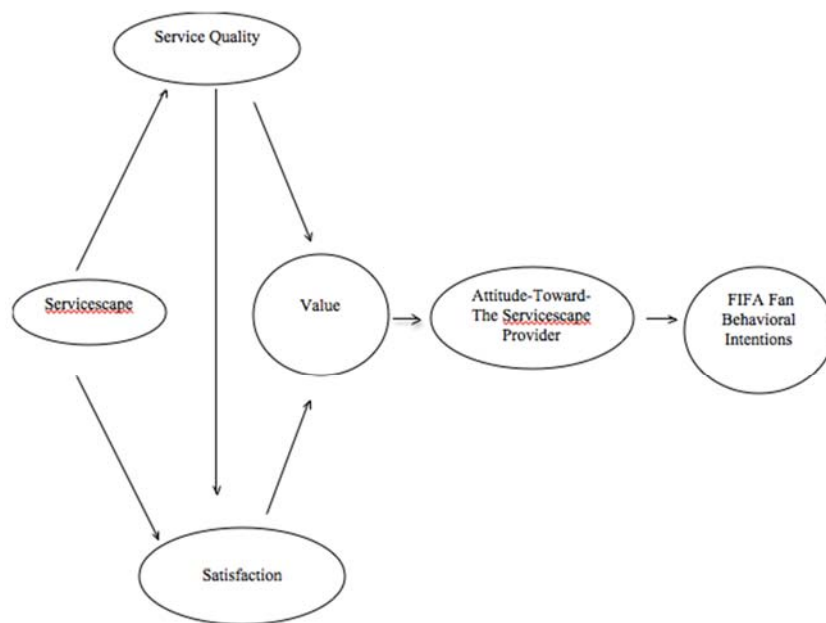 Service Quality
Servicescape
Value
Attitude-Toward-
The Servicescape
Provider
FIFA Fan
Behavioral
Intentions
Satisfaction